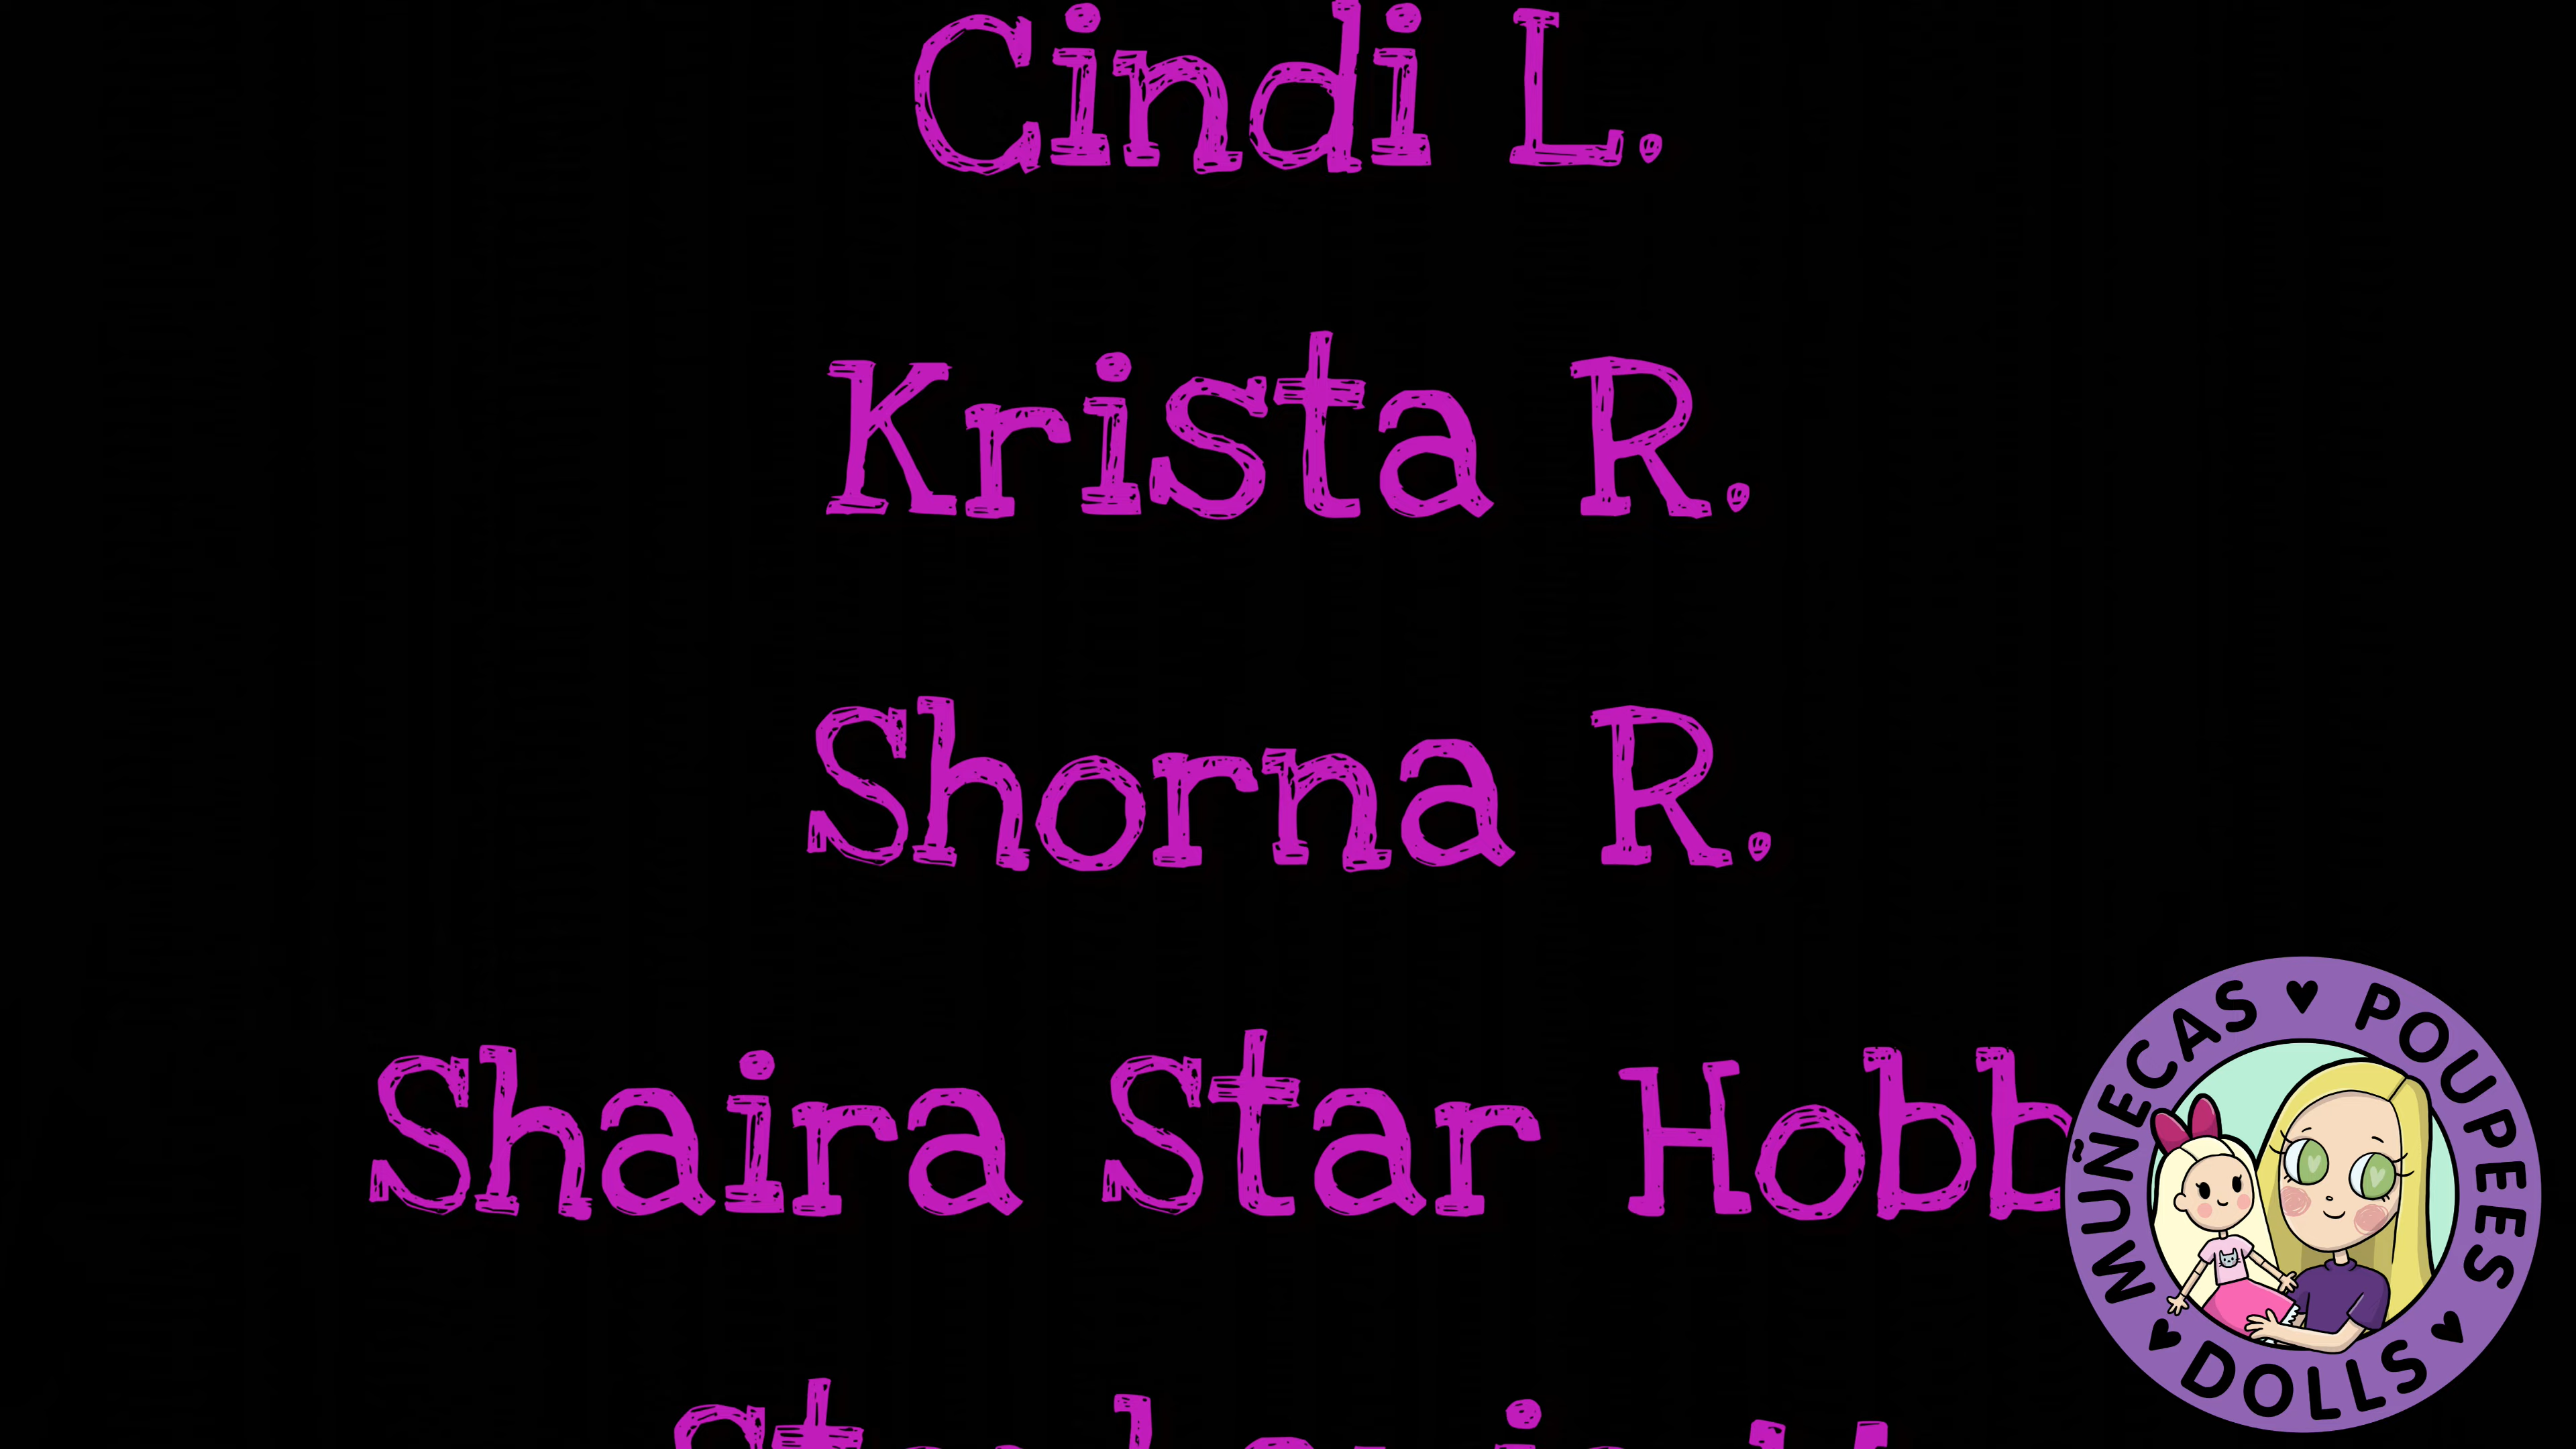 Cindi L.
Krista R.
Shorna R.
Shaira Star Hobb
MUÑECAS ♥ POUPEES ♥ DOLLS ♥